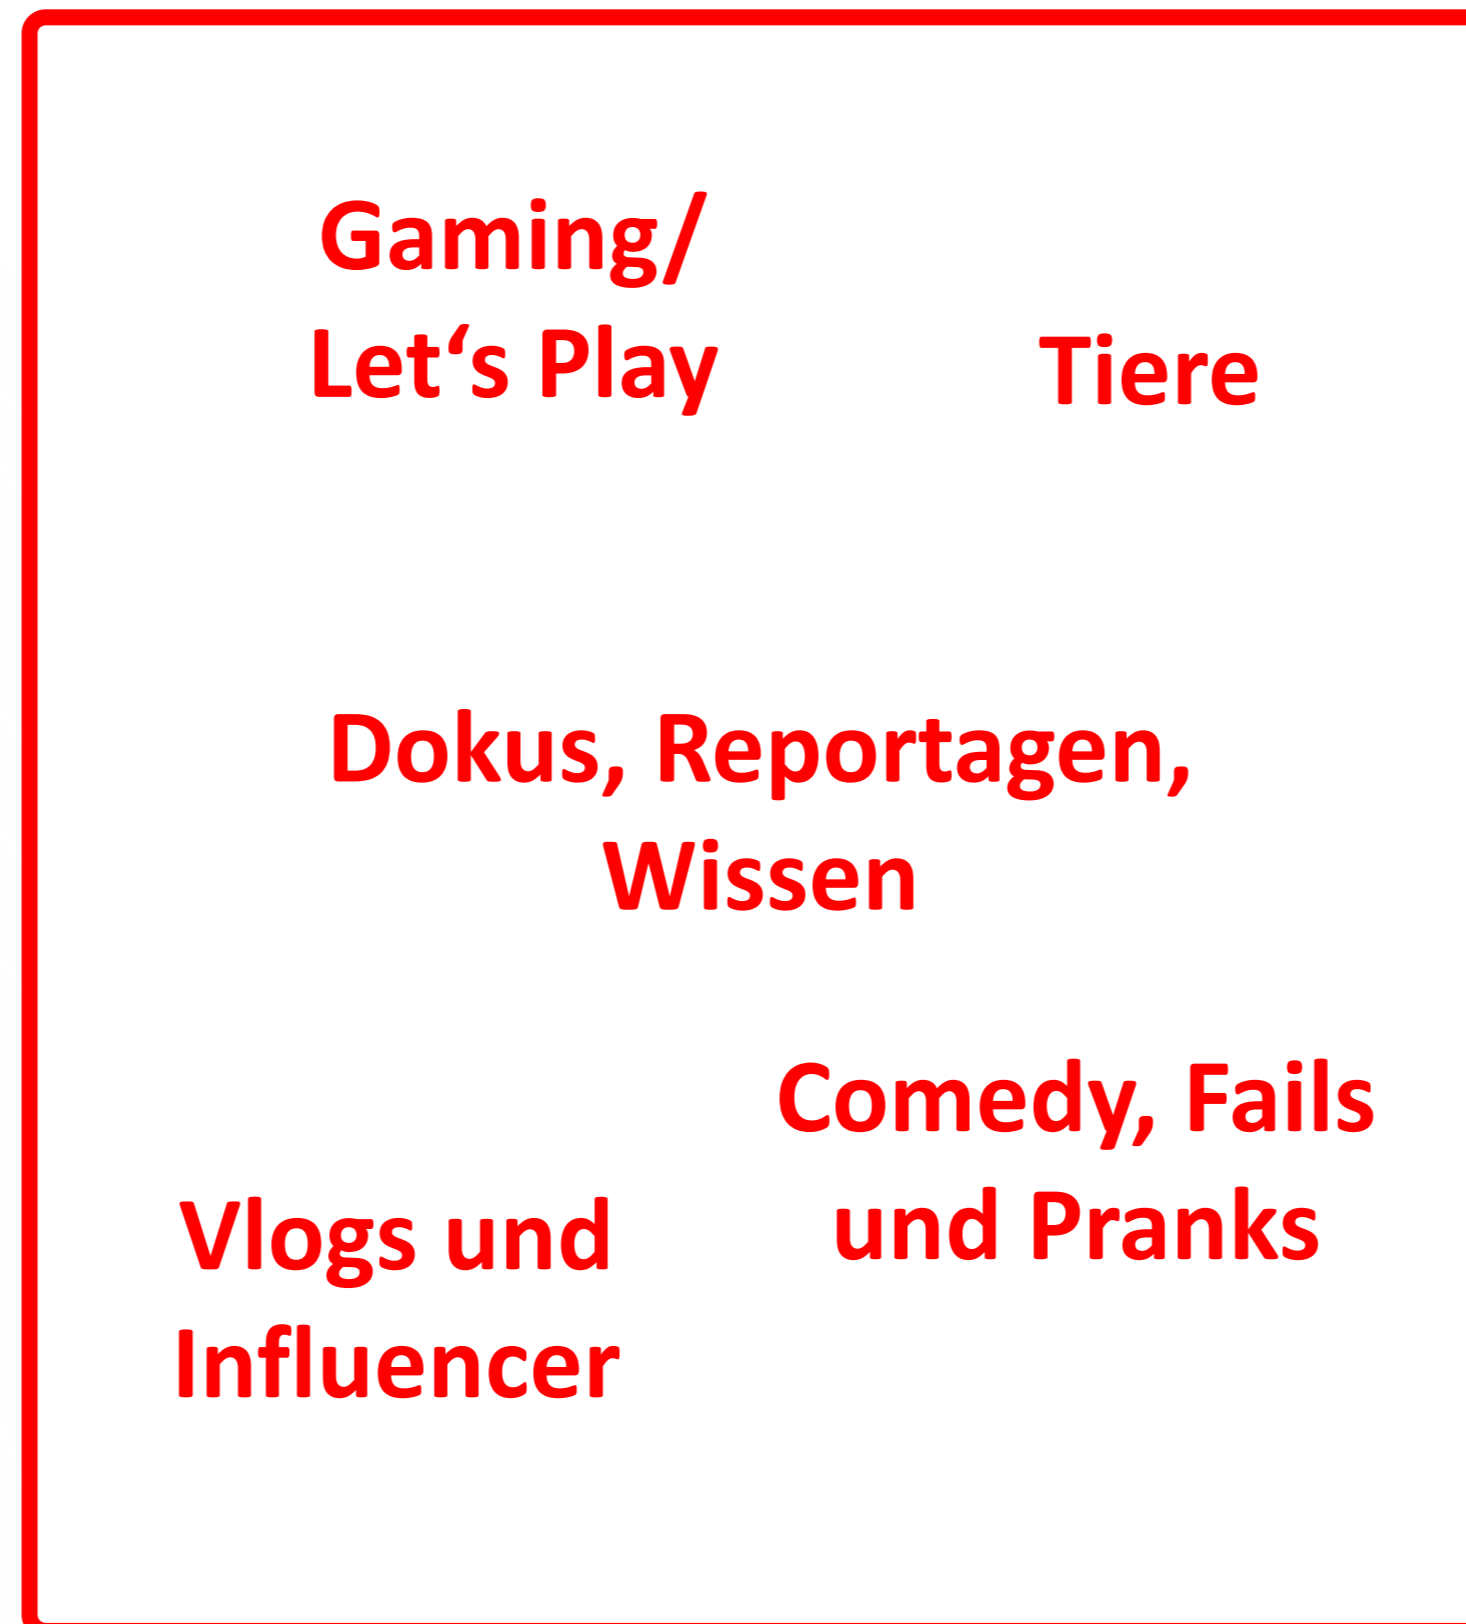 Gaming/
Let‘s Play
Tiere
Dokus, Reportagen,
Wissen
Comedy, Fails
und Pranks
Vlogs und
Influencer